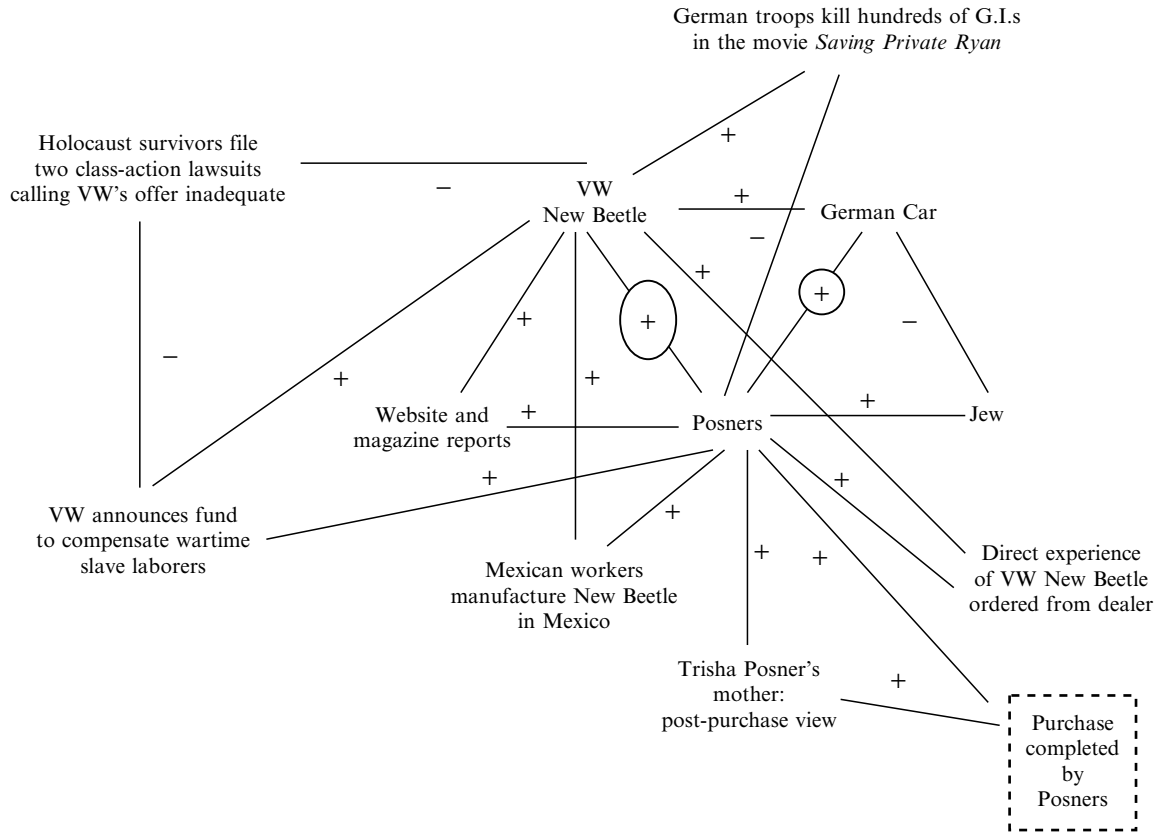 German troops kill hundreds of G.I.s
in the movie Saving Private Ryan
+
Holocaust survivors file
two class-action lawsuits
calling VW's offer inadequate
−
VW
New Beetle
+
German Car
−
+
+
+
+
−
−
+
+
Website and
magazine reports
+
Posners
+
Jew
+
+
+
VW announces fund
to compensate wartime
slave laborers
Mexican workers
manufacture New Beetle
in Mexico
+
+
Direct experience
of VW New Beetle
ordered from dealer
Trisha Posner's
mother:
post-purchase view
+
Purchase
completed
by
Posners